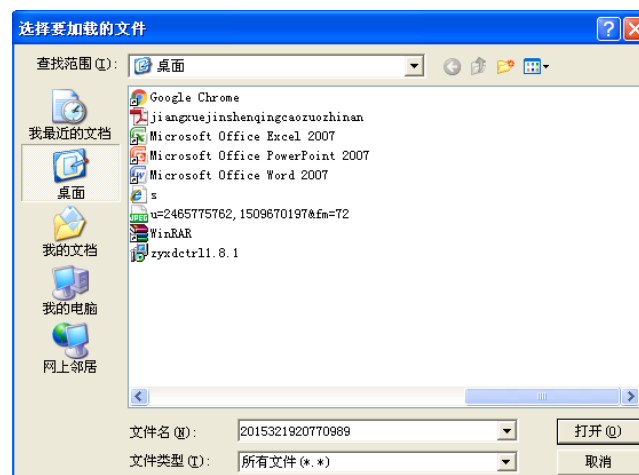 选择要加载的文件
查找范围(I):
桌面
我最近的文档
桌面
我的文档
我的电脑
网上邻居
Google Chrome
jiangxuejinshenqingcaozuozhinan
Microsoft Office Excel 2007
Microsoft Office PowerPoint 2007
Microsoft Office Word 2007
s
u=2465775762,1509670197&fm=72
WinRAR
zyxdctrl1.8.1
文件名(N):
2015321920770989
打开(O)
文件类型(T):
所有文件(*.*)
取消